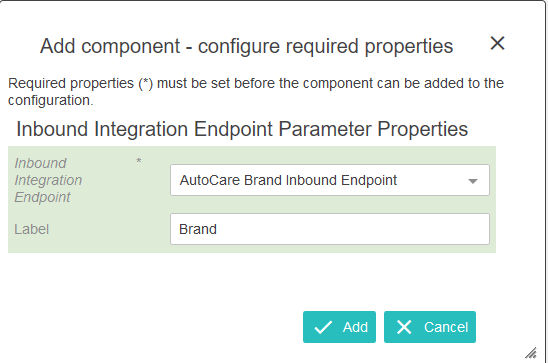 Add component - configure required properties
Required properties (*) must be set before the component can be added to the
configuration.
Inbound Integration Endpoint Parameter Properties
Inbound *
Integration
Endpoint
AutoCare Brand Inbound Endpoint
Label
Brand
Add
Cancel